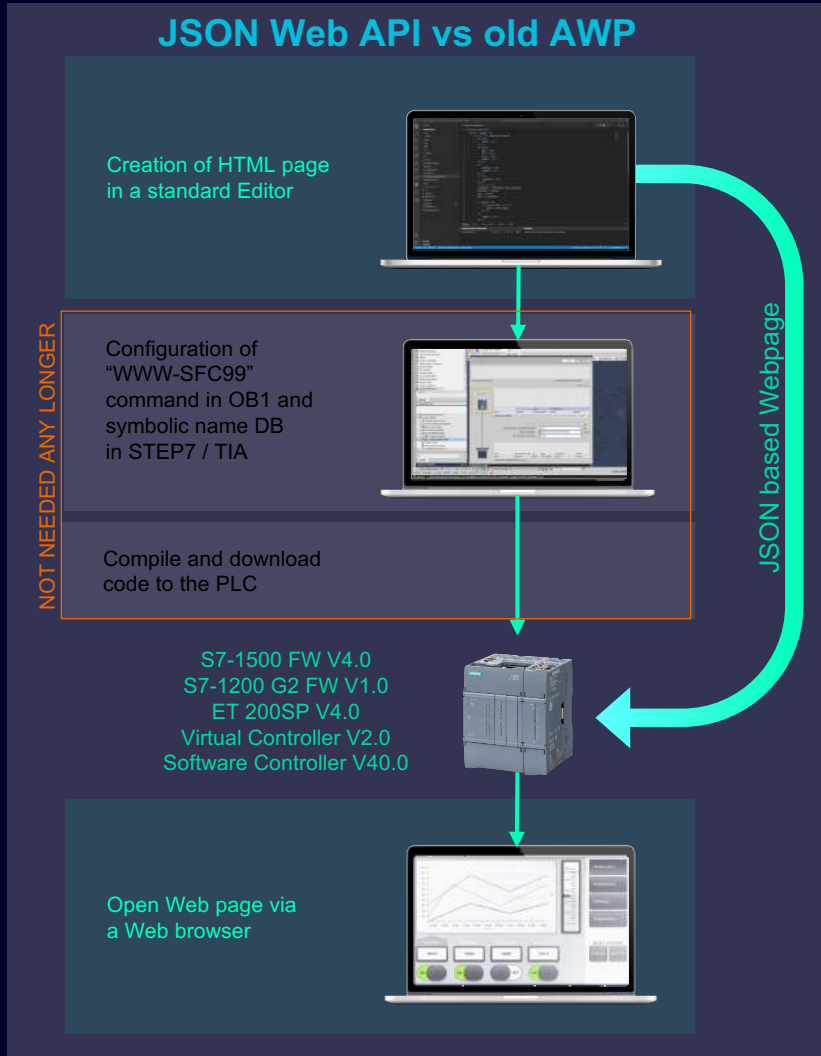 JSON Web API vs old AWP
Creation of HTML page
in a standard Editor
NOT NEEDED ANY LONGER
Configuration of
“WWW-SFC99”
command in OB1 and
symbolic name DB
in STEP7 / TIA
Compile and download
code to the PLC
JSON based Webpage
S7-1500 FW V4.0
S7-1200 G2 FW V1.0
ET 200SP V4.0
Virtual Controller V2.0
Software Controller V40.0
Open Web page via
a Web browser